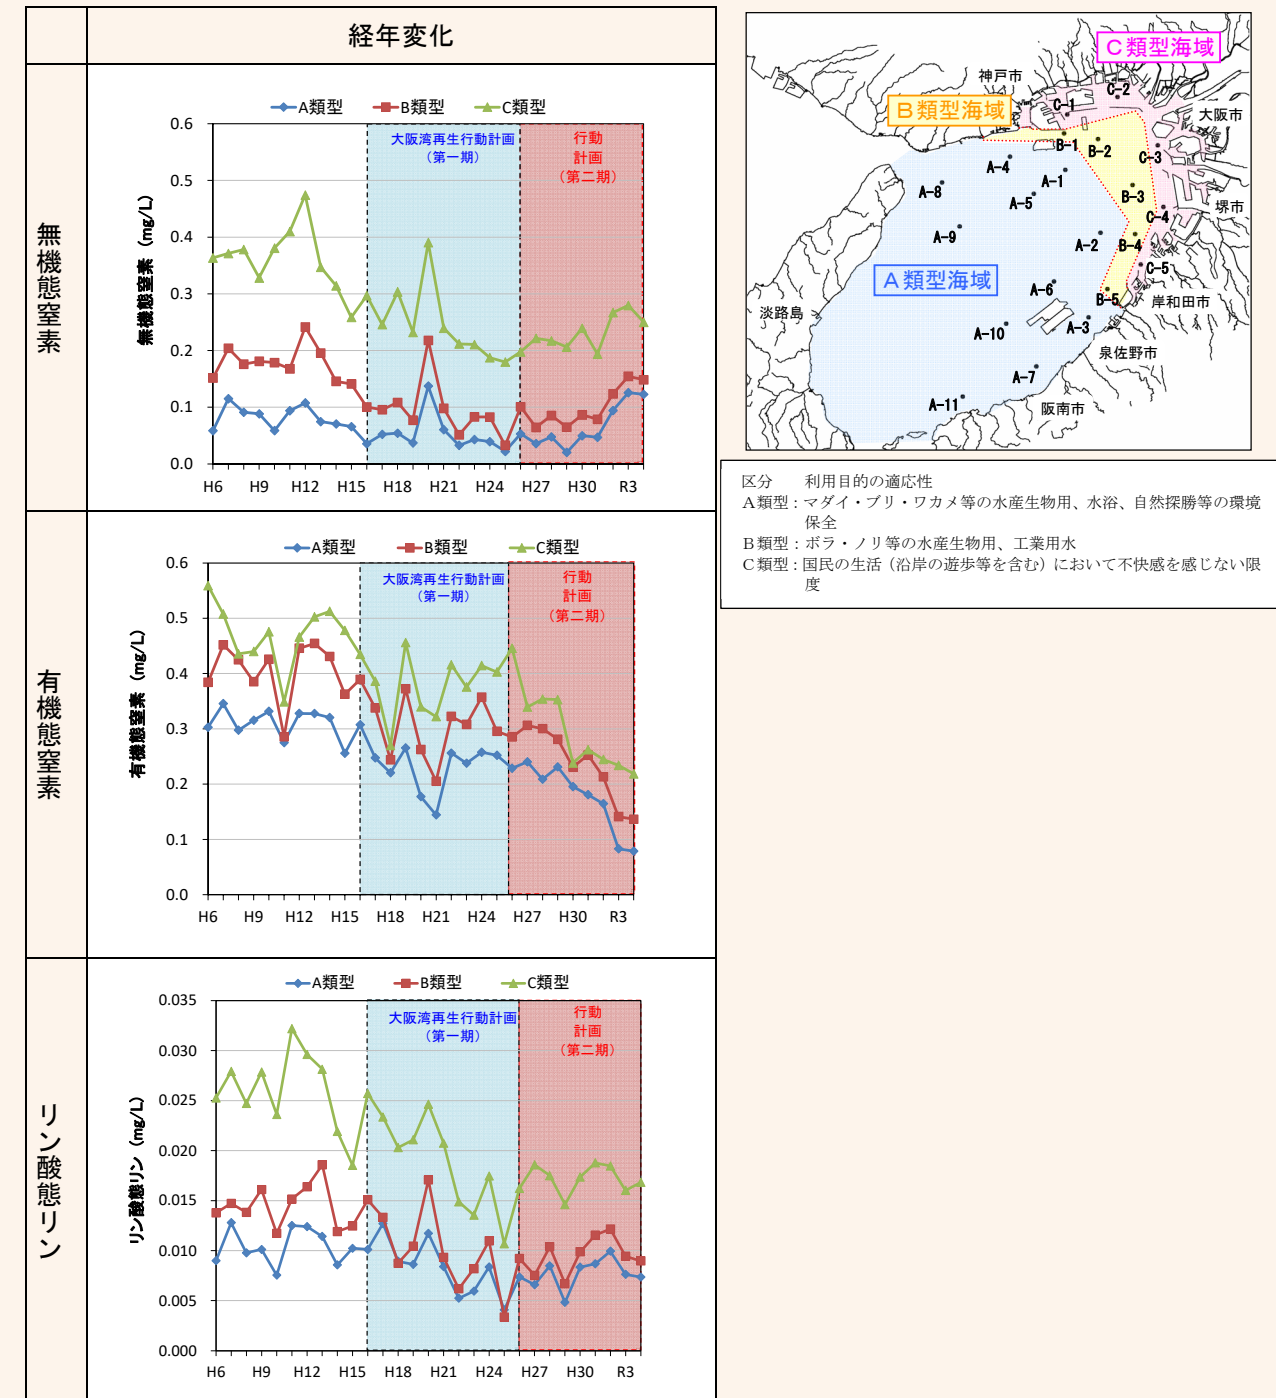 経年変化
無機態窒素
A類型 B類型 C類型
大阪湾再生行動計画
(第一期)
行動
計画
(第二期)
無機態窒素 (mg/L)
0.6
0.5
0.4
0.3
0.2
0.1
0.0
H6 H9 H12 H15 H18 H21 H24 H27 H30 R3
有機態窒素
A類型 B類型 C類型
大阪湾再生行動計画
(第一期)
行動
計画
(第二期)
有機態窒素 (mg/L)
0.6
0.5
0.4
0.3
0.2
0.1
0.0
H6 H9 H12 H15 H18 H21 H24 H27 H30 R3
リン酸態リン
A類型 B類型 C類型
大阪湾再生行動計画
(第一期)
行動
計画
(第二期)
リン酸態リン (mg/L)
0.035
0.030
0.025
0.020
0.015
0.010
0.005
0.000
H6 H9 H12 H15 H18 H21 H24 H27 H30 R3
C類型海域
神戸市
B類型海域
C-2
C-1
大阪市
B-1
B-2
C-3
A-4
A-1
A-8
A-5
B-3
堺市
C-4
A-9
A-2
B-4
A類型海域
C-5
A-6
B-5
岸和田市
淡路島
A-10
A-3
泉佐野市
A-7
A-11
阪南市
区分 利用目的の適応性
A類型:マダイ・ブリ・ワカメ等の水産生物用、水浴、自然探勝等の環境
保全
B類型:ボラ・ノリ等の水産生物用、工業用水
C類型:国民の生活(沿岸の遊歩等を含む)において不快感を感じない限
度